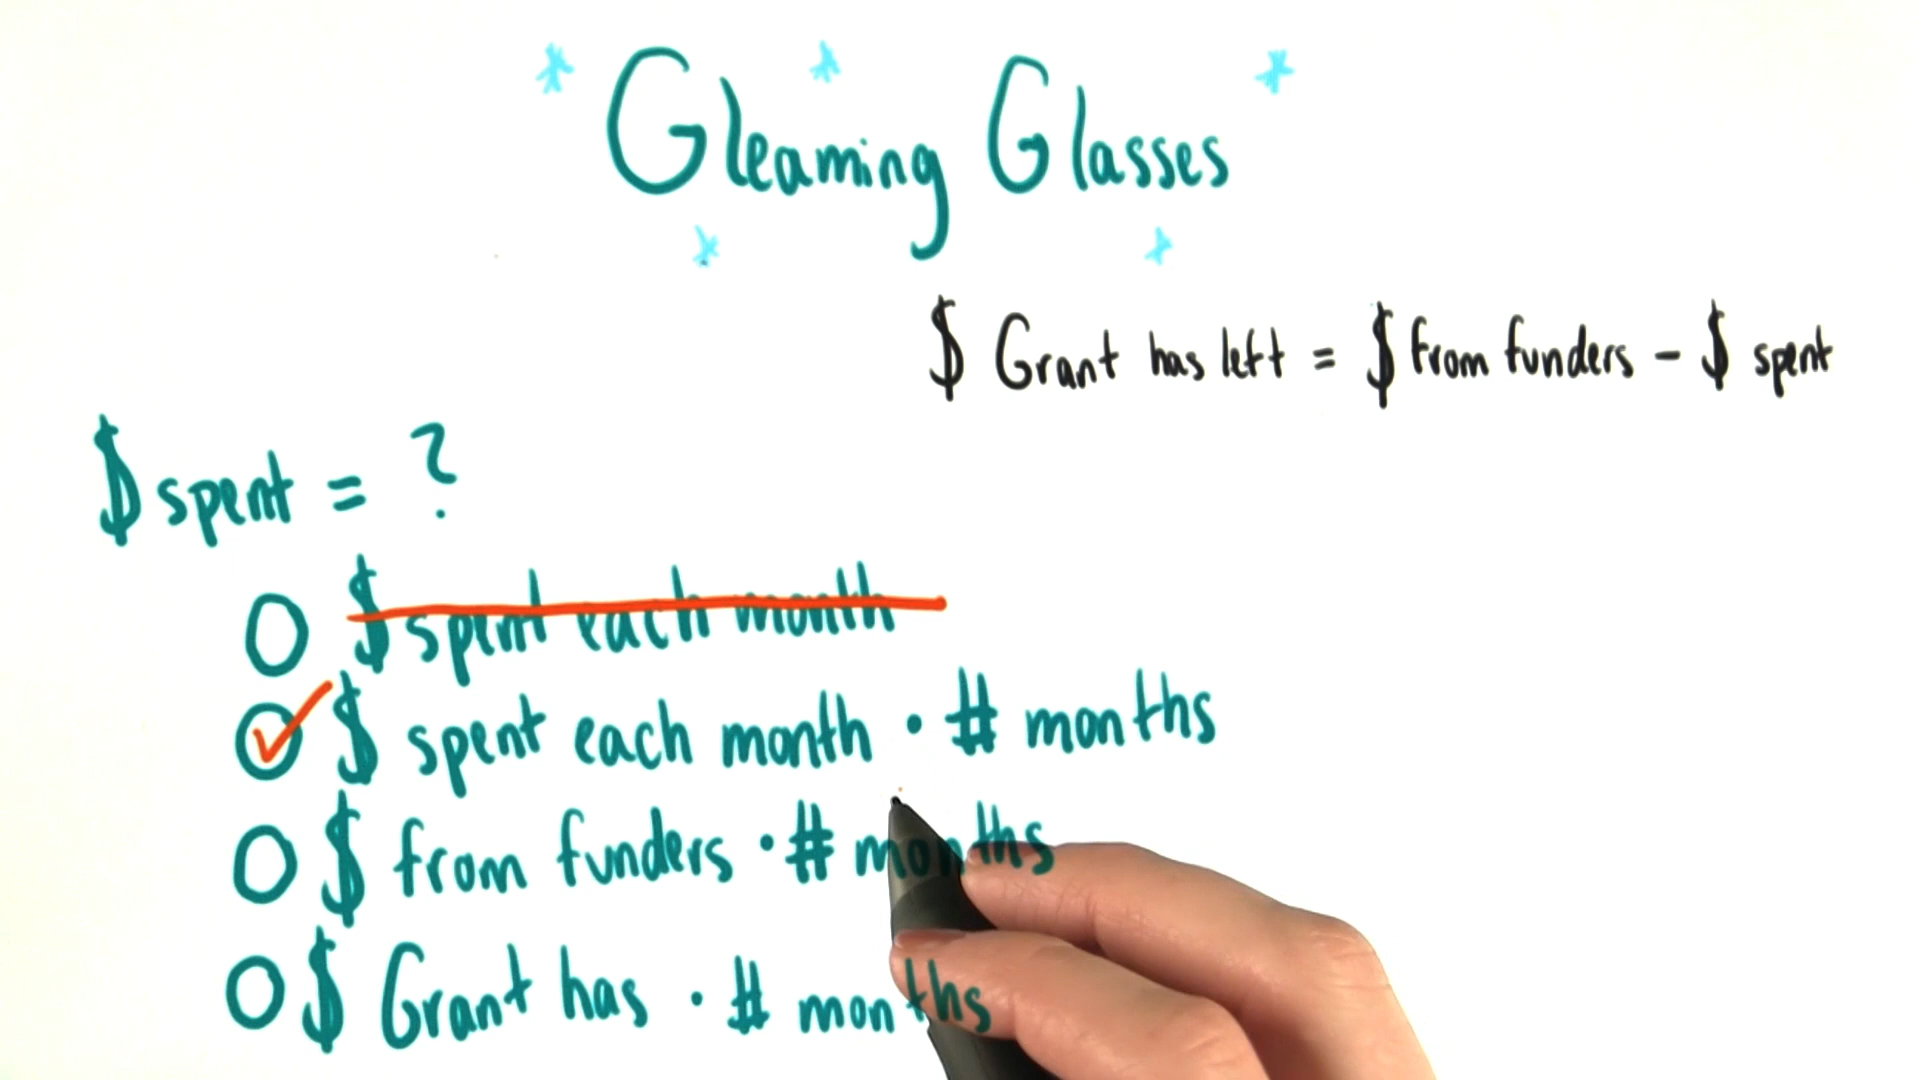 Gleaming Glasses
$ Grant has left = $ from funders - $ spent
$ spent = ?
$ spent each month
$ spent each month · # months
$ from funders · # months
$ Grant has · # months